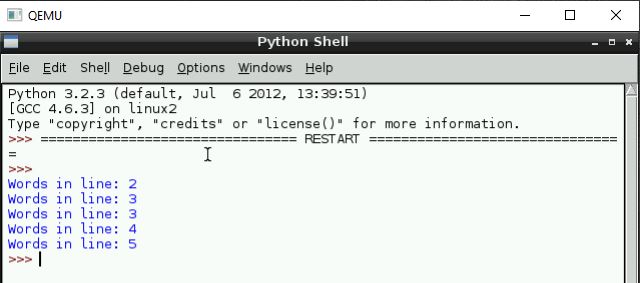 QEMU
Python Shell
File Edit Shell Debug Options Windows Help
Python 3.2.3 (default, Jul  6 2012, 13:39:51)
[GCC 4.6.3] on linux2
Type "copyright", "credits" or "license()" for more information.
>>> ================================ RESTART ===============================
=
>>>
Words in line: 2
Words in line: 3
Words in line: 3
Words in line: 4
Words in line: 5
>>>